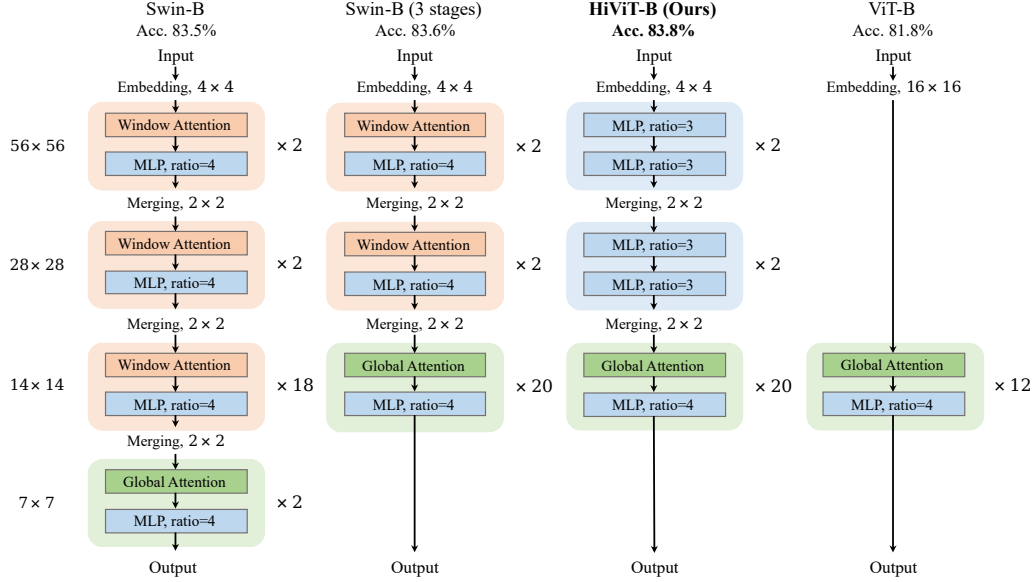 Swin-B
Acc. 83.5%
Input
Embedding, 4 × 4
56 × 56
Window Attention
MLP, ratio=4
× 2
Merging, 2 × 2
28 × 28
Window Attention
MLP, ratio=4
× 2
Merging, 2 × 2
14 × 14
Window Attention
MLP, ratio=4
× 18
Merging, 2 × 2
7 × 7
Global Attention
MLP, ratio=4
× 2
Output
Swin-B (3 stages)
Acc. 83.6%
Input
Embedding, 4 × 4
Window Attention
MLP, ratio=4
× 2
Merging, 2 × 2
Window Attention
MLP, ratio=4
× 2
Merging, 2 × 2
Global Attention
MLP, ratio=4
× 20
Output
HiViT-B (Ours)
Acc. 83.8%
Input
Embedding, 4 × 4
MLP, ratio=3
MLP, ratio=3
× 2
Merging, 2 × 2
MLP, ratio=3
MLP, ratio=3
× 2
Merging, 2 × 2
Global Attention
MLP, ratio=4
× 20
Output
ViT-B
Acc. 81.8%
Input
Embedding, 16 × 16
Global Attention
MLP, ratio=4
× 12
Output